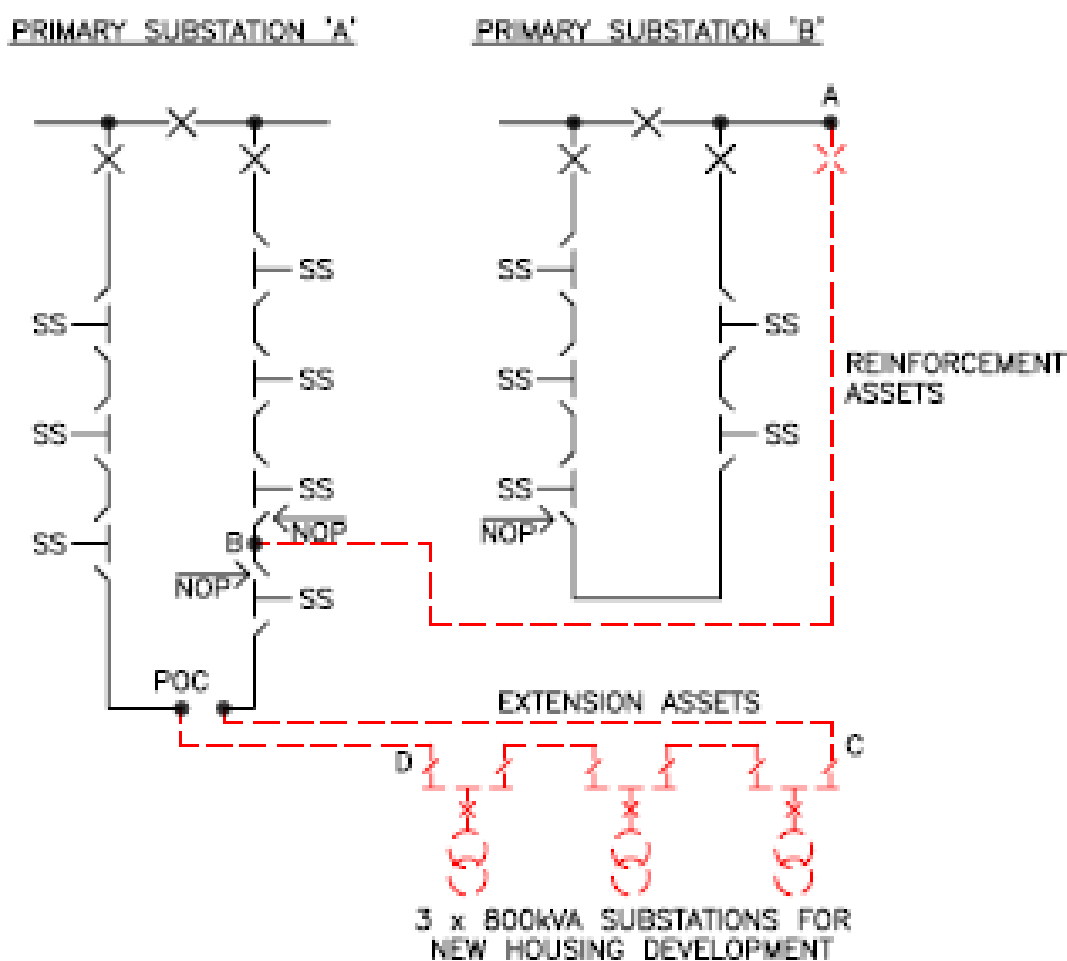 PRIMARY SUBSTATION 'A'
PRIMARY SUBSTATION 'B'
A
SS
SS
SS
SS
REINFORCEMENT
ASSETS
SS
SS
SS
SS
SS
SS
NOP
NOP
SS
B
NOP
SS
POC
EXTENSION ASSETS
D
C
3 x 800kVA SUBSTATIONS FOR
NEW HOUSING DEVELOPMENT